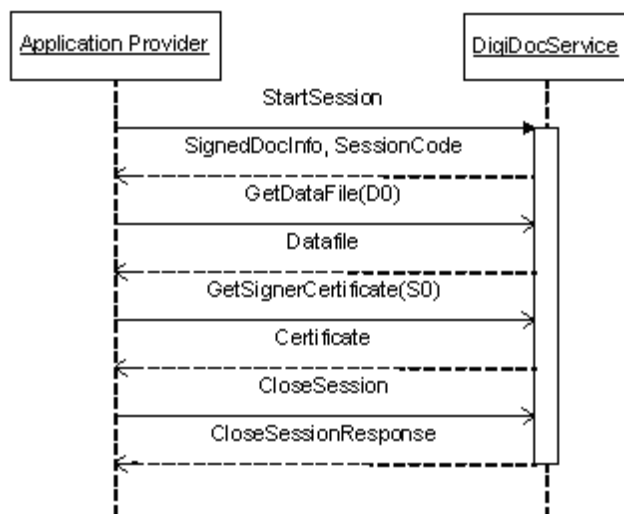 Application Provider
DigiDocService
StartSession
SignedDocInfo, SessionCode
GetDataFile(D0)
Datafile
GetSignerCertificate(S0)
Certificate
CloseSession
CloseSessionResponse